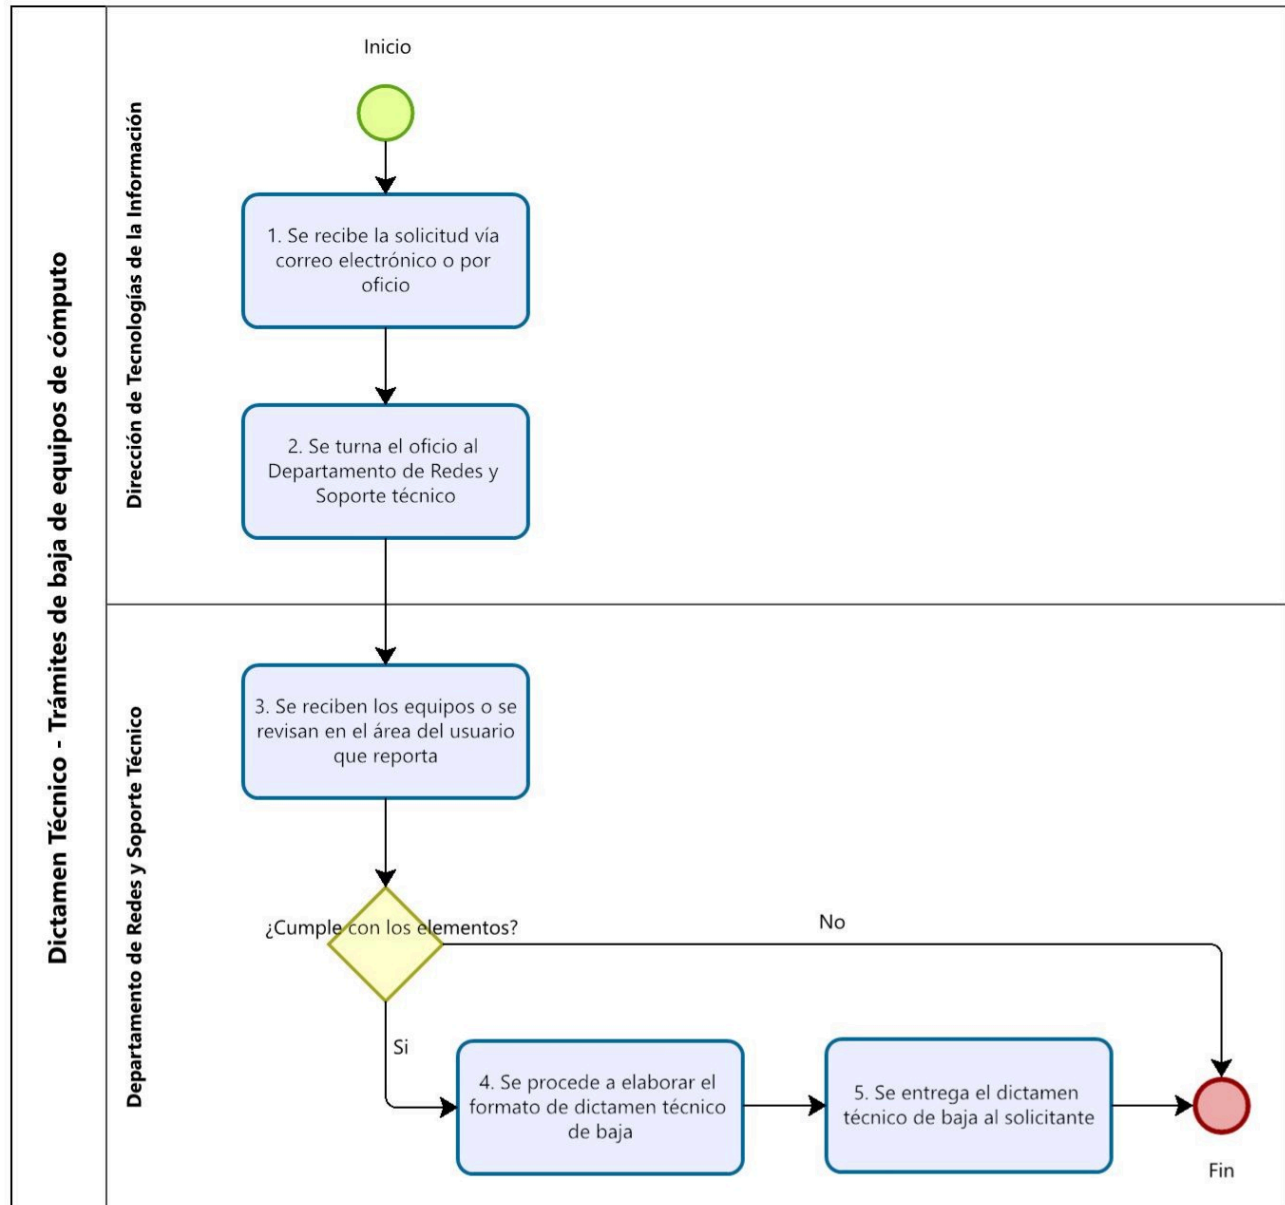 Dictamen Técnico - Trámites de baja de equipos de cómputo
Dirección de Tecnologías de la Información
Inicio
1. Se recibe la solicitud vía
correo electrónico o por
oficio
2. Se turna el oficio al
Departamento de Redes y
Soporte técnico
Departamento de Redes y Soporte Técnico
3. Se reciben los equipos o se
revisan en el área del usuario
que reporta
¿Cumple con los elementos?
No
Si
4. Se procede a elaborar el
formato de dictamen técnico
de baja
5. Se entrega el dictamen
técnico de baja al solicitante
Fin